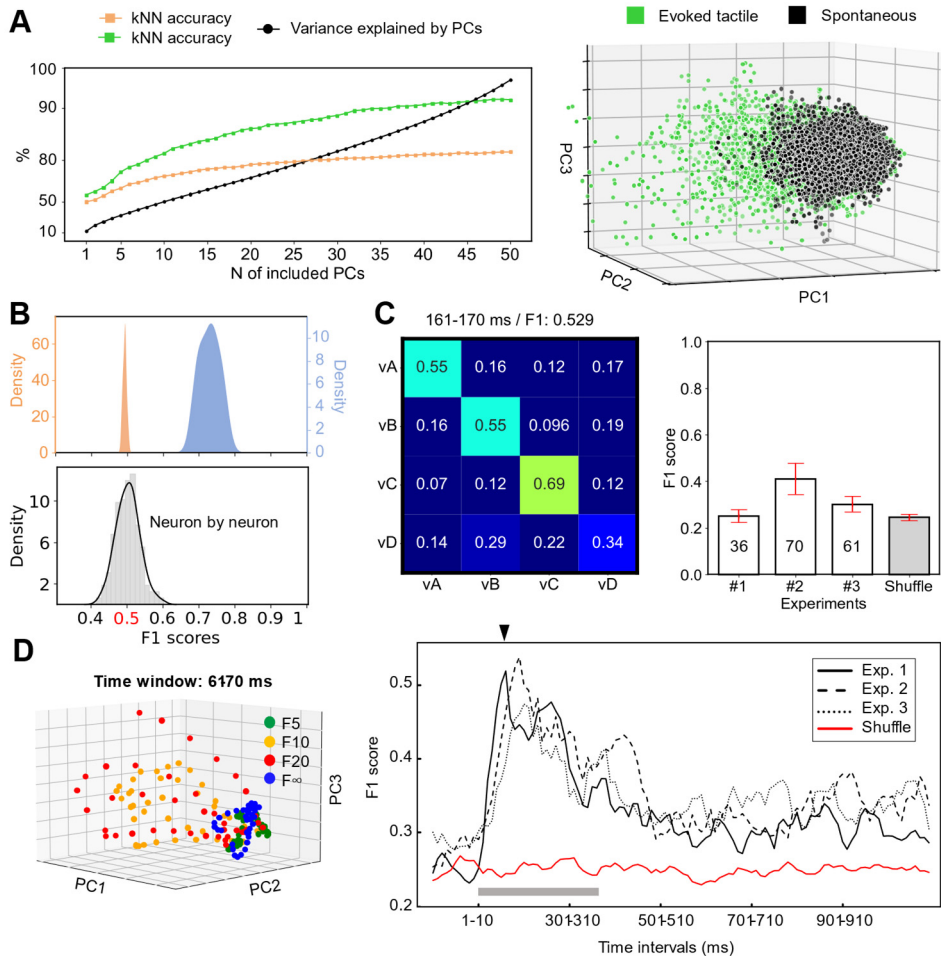 A
kNN accuracy
kNN accuracy
Variance explained by PCs
Evoked tactile
Spontaneous
100
90
80
50
10
%
1 5 10 15 20 25 30 35 40 45 50
N of included PCs
PC3
PC2
PC1
B
60
40
20
0
Density
10
8
6
4
2
0
Density
10
6
2
Density
Neuron by neuron
0.4 0.5 0.6 0.7 0.8 0.9 1
F1 scores
C
161-170 ms / F1: 0.529
vA 0.55 0.16 0.12 0.17
vB 0.16 0.55 0.096 0.19
vC 0.07 0.12 0.69 0.12
vD 0.14 0.29 0.22 0.34
vA vB vC vD
1.0
0.8
0.6
0.4
0.2
0.0
F1 score
36 70 61
#1 #2 #3 Shuffle
Experiments
D
Time window: 6170 ms
F5
F10
F20
F∞
PC3
PC1
PC2
0.5
0.4
0.3
0.2
F1 score
Exp. 1
Exp. 2
Exp. 3
Shuffle
1-10 301-310 501-510 701-710 901-910
Time intervals (ms)